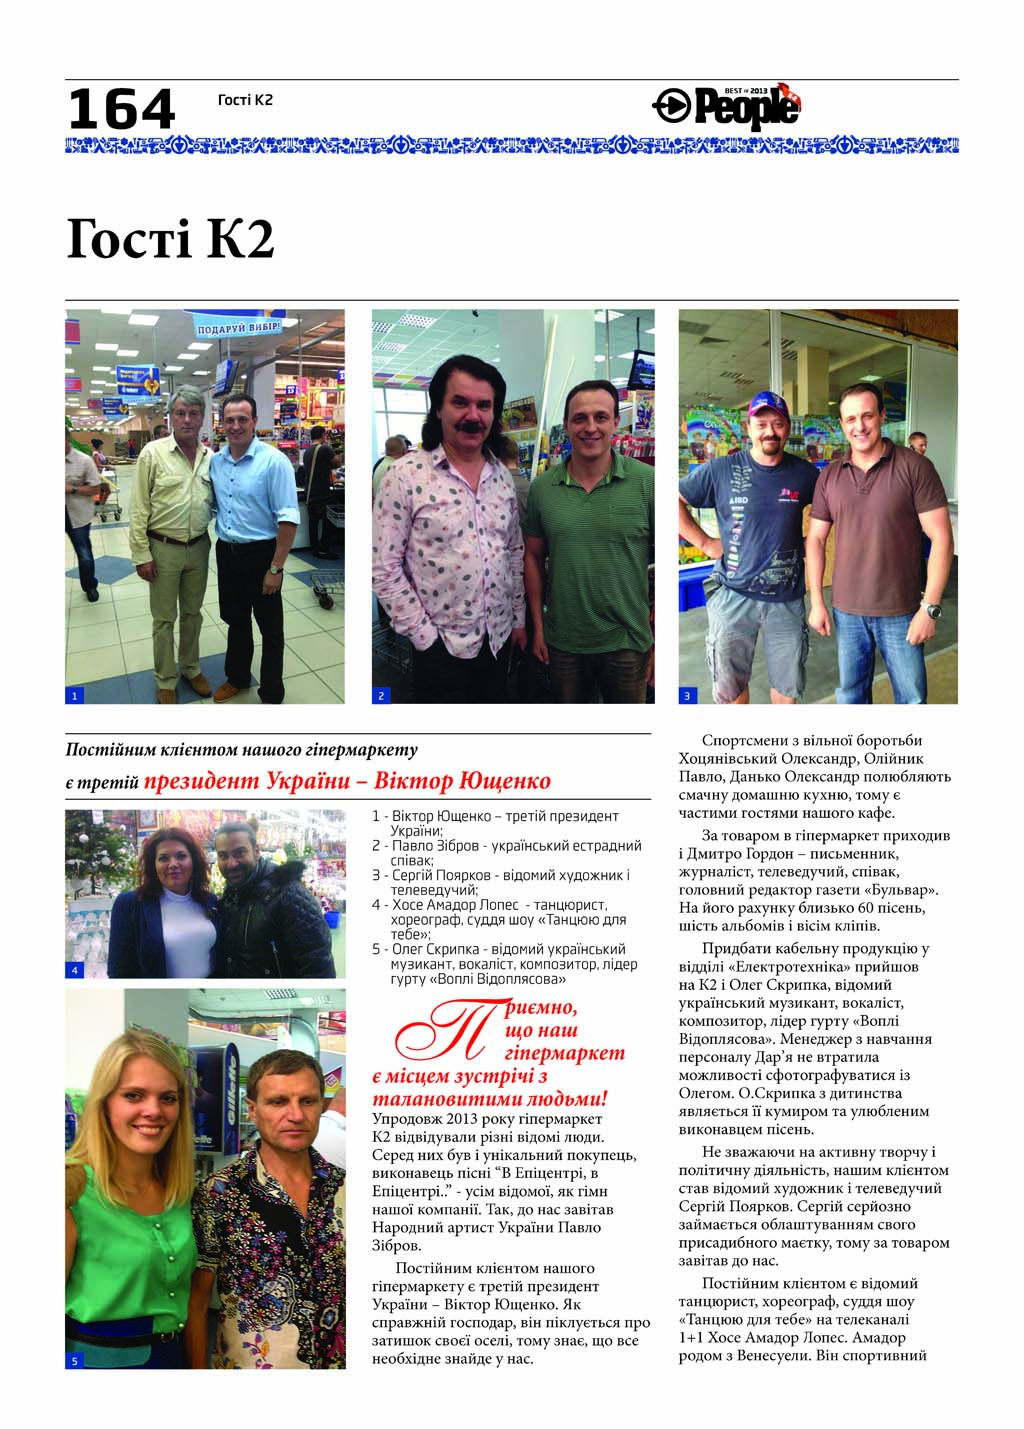 164
Гості К2
BEST OF 2013
People
Гості К2
ПОДАРУЙ ВИБІР!
1
2
3
Постійним клієнтом нашого гіпермаркету
є третій президент України – Віктор Ющенко
4
Gillette
5
1 - Віктор Ющенко – третій президент
України;
2 - Павло Зібров - український естрадний
співак;
3 - Сергій Поярков - відомий художник і
телеведучий;
4 - Хосе Амадор Лопес - танцюрист,
хореограф, суддя шоу «Танцюю для
тебе»;
5 - Олег Скрипка - відомий український
музикант, вокаліст, композитор, лідер
гурту «Воплі Відоплясова»
Приємно,
що наш
гіпермаркет
є місцем зустрічі з
талановитими людьми!
Упродовж 2013 року гіпермаркет
К2 відвідували різні відомі люди.
Серед них був і унікальний покупець,
виконавець пісні “В Епіцентрі, в
Епіцентрі..” - усім відомої, як гімн
нашої компанії. Так, до нас завітав
Народний артист України Павло
Зібров.
Постійним клієнтом нашого
гіпермаркету є третій президент
України – Віктор Ющенко. Як
справжній господар, він піклується про
затишок своєї оселі, тому знає, що все
необхідне знайде у нас.
Спортсмени з вільної боротьби
Хоцянівський Олександр, Олійник
Павло, Данько Олександр полюбляють
смачну домашню кухню, тому є
частими гостями нашого кафе.
За товаром в гіпермаркет приходив
і Дмитро Гордон – письменник,
журналіст, телеведучий, співак,
головний редактор газети «Бульвар».
На його рахунку близько 60 пісень,
шість альбомів і вісім кліпів.
Придбати кабельну продукцію у
відділі «Електротехніка» прийшов
на К2 і Олег Скрипка, відомий
український музикант, вокаліст,
композитор, лідер гурту «Воплі
Відоплясова». Менеджер з навчання
персоналу Дар’я не втратила
можливості сфотографуватися із
Олегом. О.Скрипка з дитинства
являється її кумиром та улюбленим
виконавцем пісень.
Не зважаючи на активну творчу і
політичну діяльність, нашим клієнтом
став відомий художник і телеведучий
Сергій Поярков. Сергій серйозно
займається облаштуванням свого
присадибного маєтку, тому за товаром
завітав до нас.
Постійним клієнтом є відомий
танцюрист, хореограф, суддя шоу
«Танцюю для тебе» на телеканалі
1+1 Хосе Амадор Лопес. Амадор
родом з Венесуели. Він спортивний